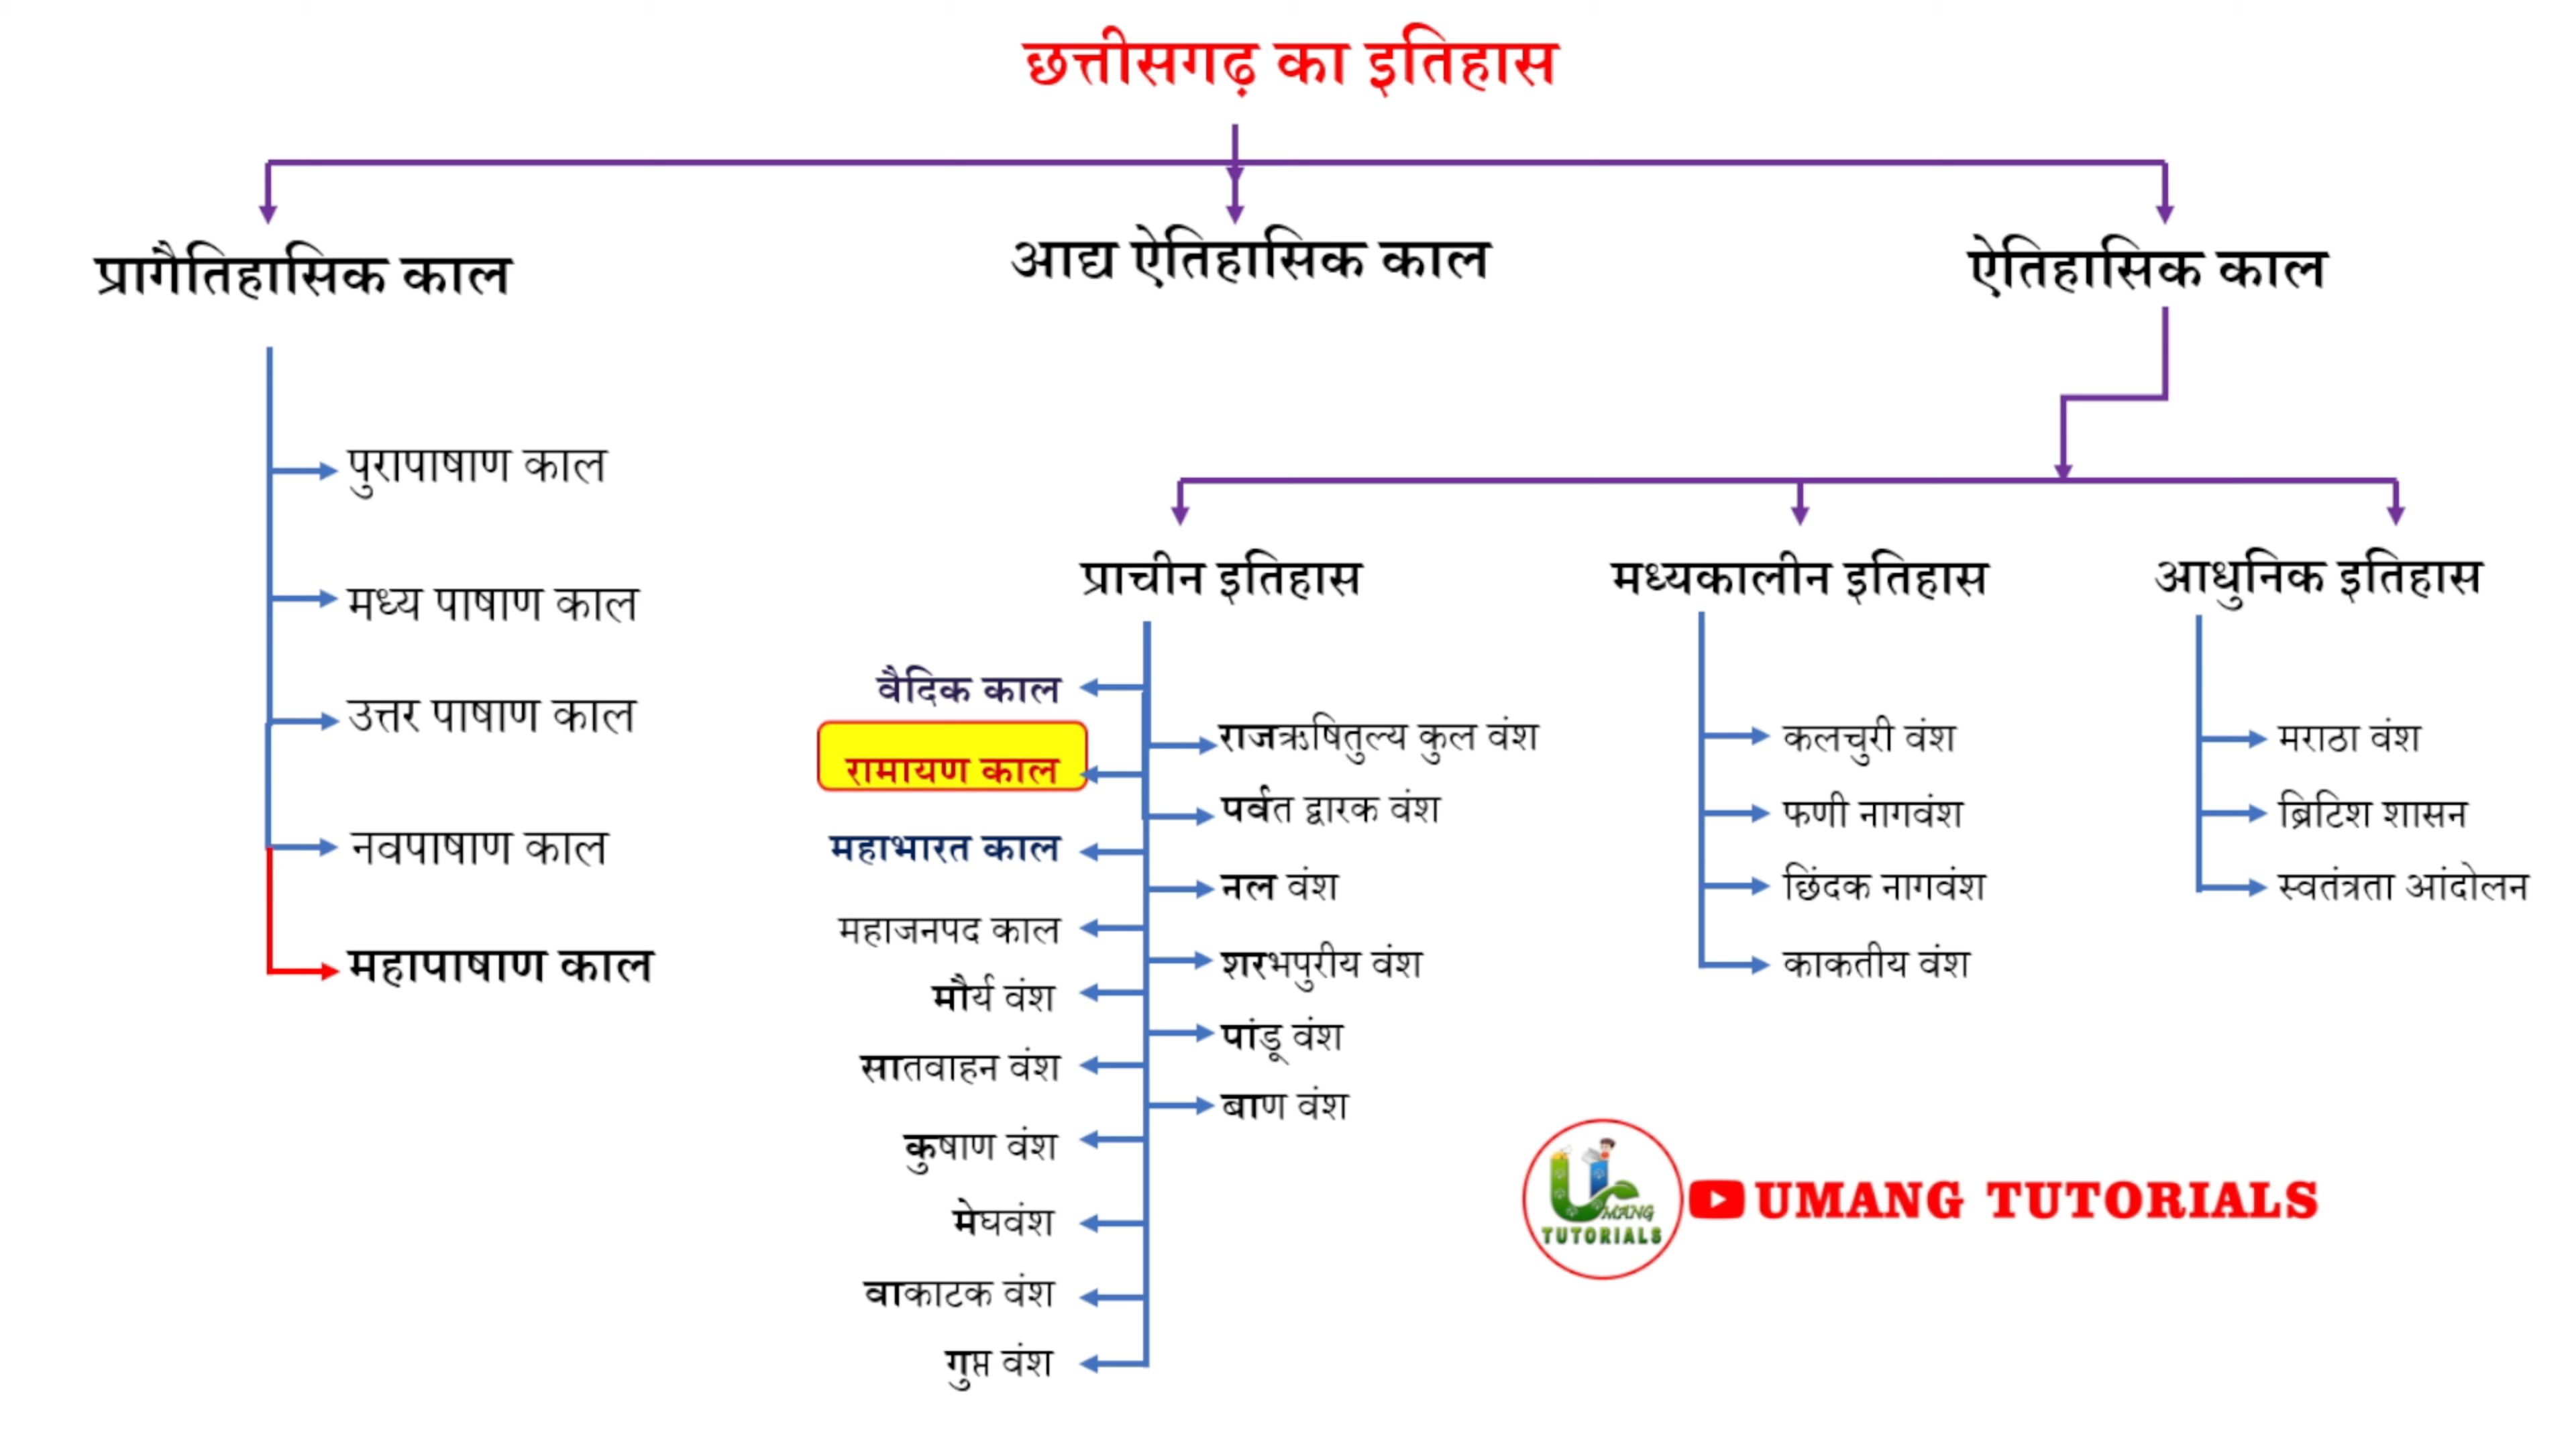 छत्तीसगढ़ का इतिहास
प्रागैतिहासिक काल
आद्य ऐतिहासिक काल
ऐतिहासिक काल
पुरापाषाण काल
मध्य पाषाण काल
उत्तर पाषाण काल
नवपाषाण काल
महापाषाण काल
प्राचीन इतिहास
मध्यकालीन इतिहास
आधुनिक इतिहास
वैदिक काल
रामायण काल
महाभारत काल
महाजनपद काल
मौर्य वंश
सातवाहन वंश
कुषाण वंश
मेघवंश
वाकाटक वंश
गुप्त वंश
राजऋषितुल्य कुल वंश
पर्वत द्वारक वंश
नल वंश
शरभपुरीय वंश
पांडू वंश
बाण वंश
कलचुरी वंश
फणी नागवंश
छिंदक नागवंश
काकतीय वंश
मराठा वंश
ब्रिटिश शासन
स्वतंत्रता आंदोलन
UMANG
TUTORIALS
UMANG TUTORIALS